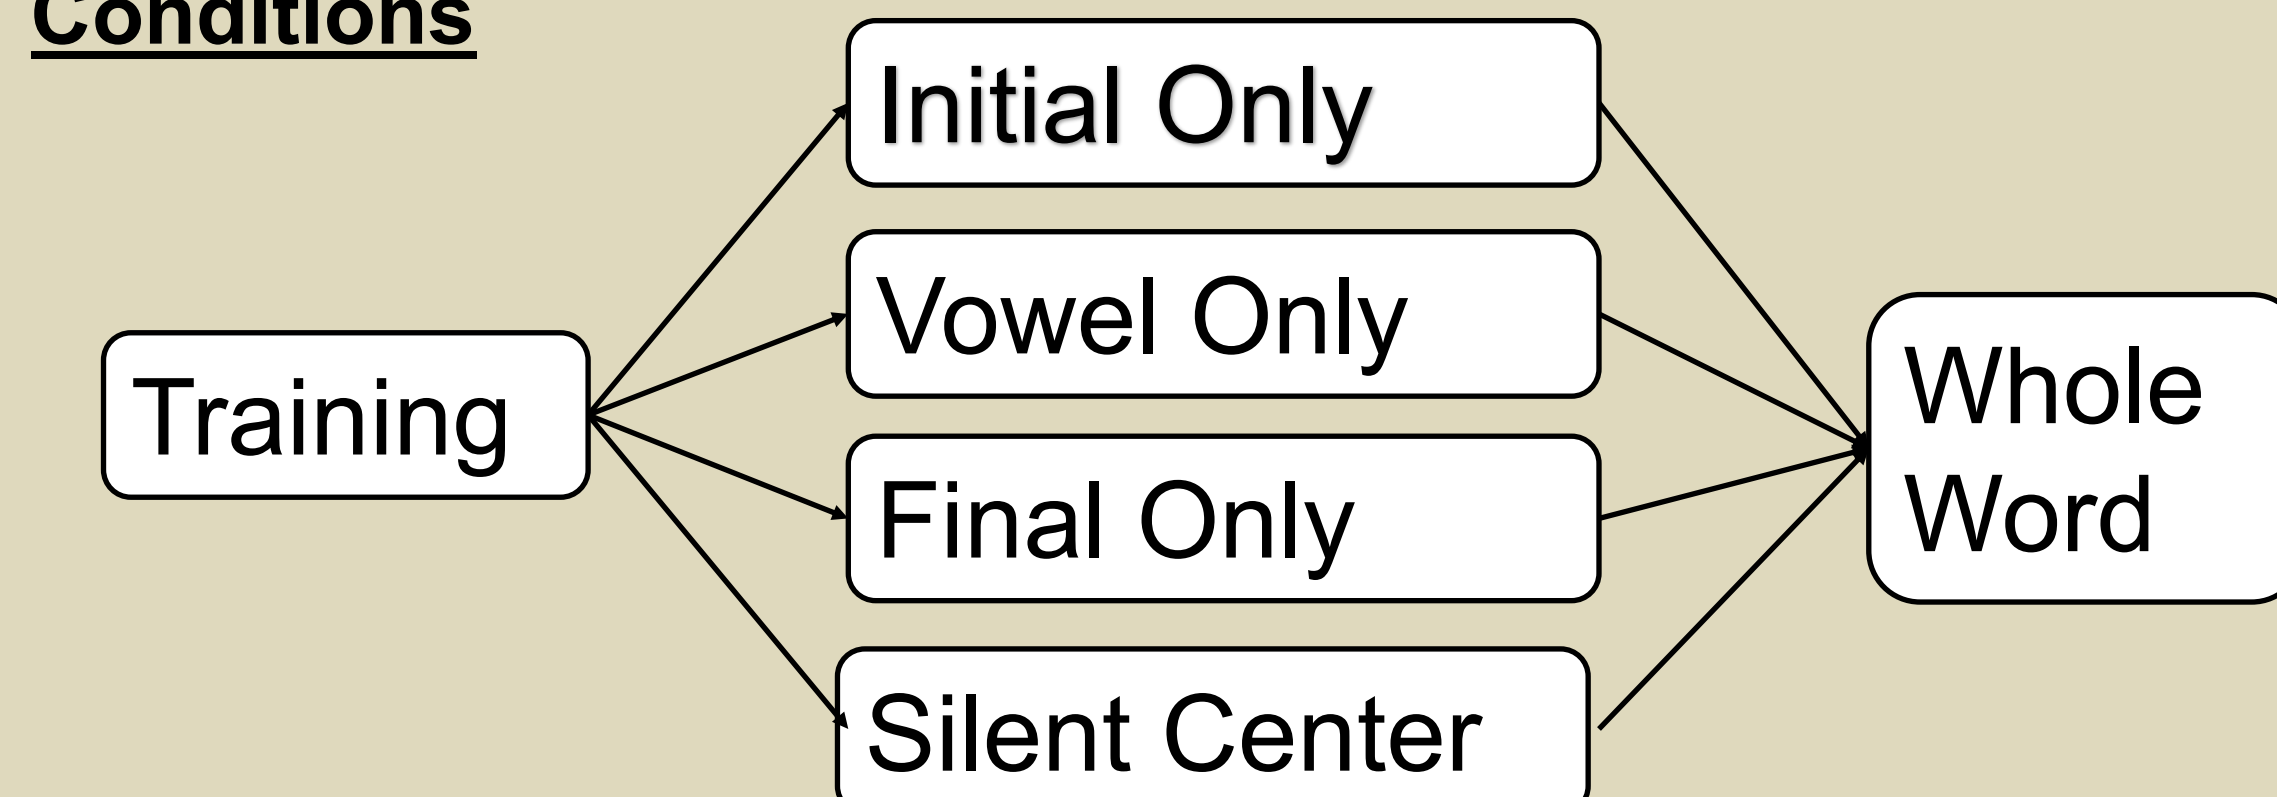 Conditions
Initial Only
Vowel Only
Training
Final Only
Whole
Word
Silent Center